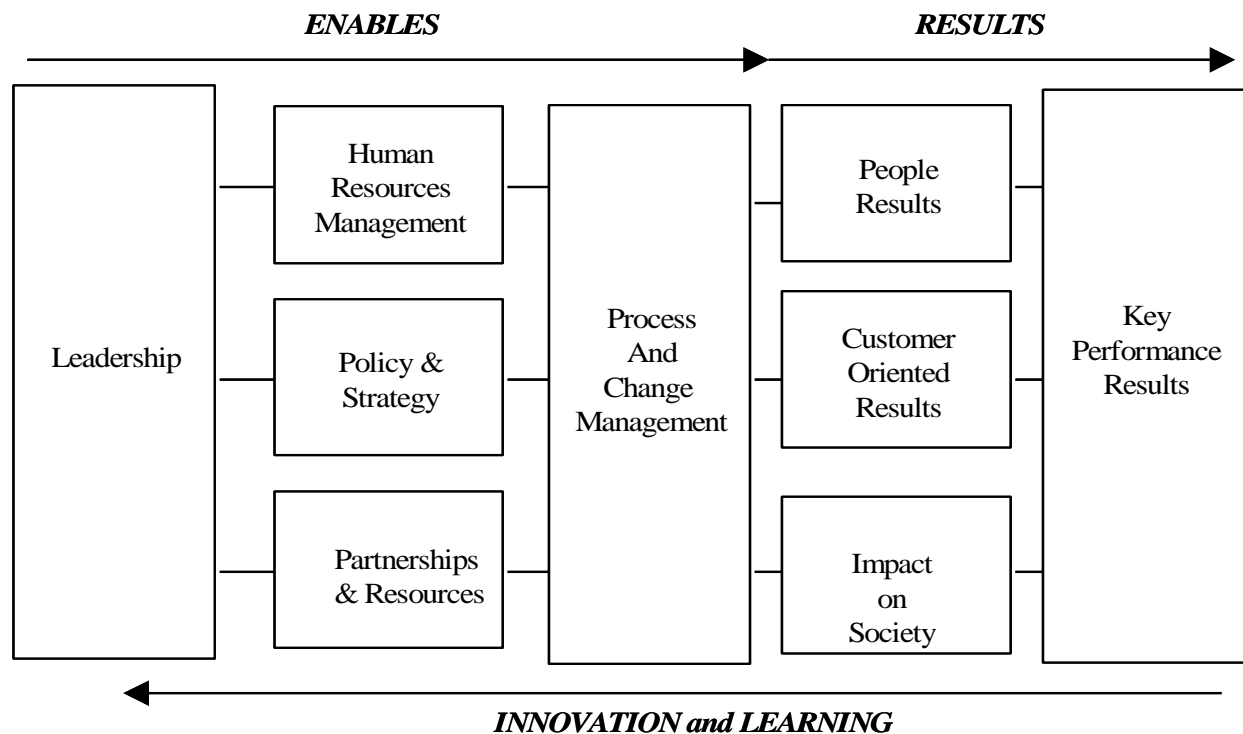 ENABLES
RESULTS
Leadership
Human
Resources
Management
Policy &
Strategy
Partnerships
& Resources
Process
And
Change
Management
People
Results
Customer
Oriented
Results
Impact
on
Society
Key
Performance
Results
INNOVATION and LEARNING